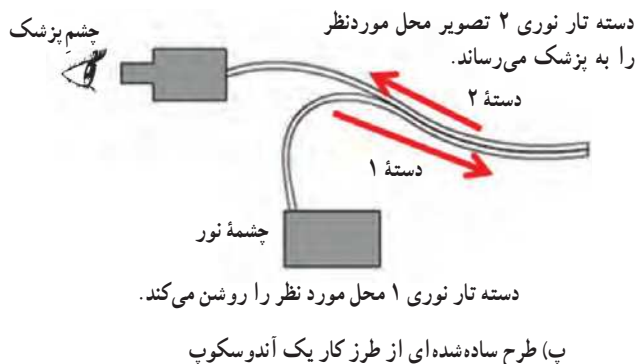 دسته تار نوری ۲ تصویر محل موردنظر
را به پزشک می‌رساند.
چشمِ پزشک
دستهٔ ۲
دستهٔ ۱
چشمهٔ نور
دسته تار نوری ۱ محل مورد نظر را روشن می‌کند.
پ) طرح ساده‌شده‌ای از طرز کار یک آندوسکوپ